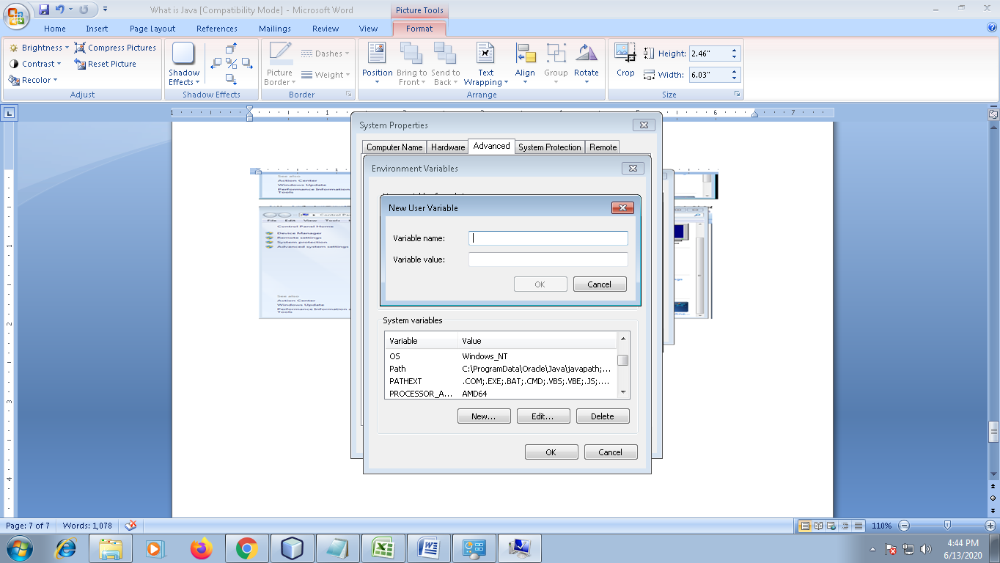 What is Java [Compatibility Mode] - Microsoft Word
Picture Tools
Home Insert Page Layout References Mailings Review View Format
Brightness Compress Pictures
Contrast Reset Picture
Recolor
Adjust
Shadow Effects
Shadow Effects
Picture Border
Dashes
Weight
Border
Position
Bring to Front
Send to Back
Text Wrapping
Align
Group
Rotate
Arrange
Crop
Height: 2.46"
Width: 6.03"
Size
System Properties
Computer Name Hardware Advanced System Protection Remote
Environment Variables
New User Variable
Variable name:
Variable value:
OK Cancel
System variables
Variable Value
OS Windows_NT
Path C:\ProgramData\Oracle\Java\javapath;...
PATHEXT .COM;.EXE;.BAT;.CMD;.VBS;.VBE;.JS;....
PROCESSOR_A... AMD64
New... Edit... Delete
OK Cancel
See also
Action Center
Windows Update
Performance Information
Tools
Control Pan
File Edit View Tools
Control Panel Home
Device Manager
Remote settings
System protection
Advanced system settings
See also
Action Center
Windows Update
Performance Information a
Tools
Page: 7 of 7 Words: 1,078 110%
4:44 PM
6/13/2020